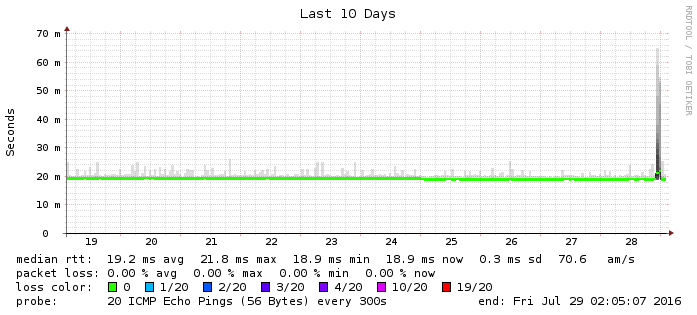 Last 10 Days
RRDTOOL / TOBI OETIKER
Seconds
70 m
60 m
50 m
40 m
30 m
20 m
10 m
0
19 20 21 22 23 24 25 26 27 28
median rtt: 19.2 ms avg 21.8 ms max 18.9 ms min 18.9 ms now 0.3 ms sd 70.6 am/s
packet loss: 0.00 % avg 0.00 % max 0.00 % min 0.00 % now
loss color: 0 1/20 2/20 3/20 4/20 10/20 19/20
probe: 20 ICMP Echo Pings (56 Bytes) every 300s end: Fri Jul 29 02:05:07 2016